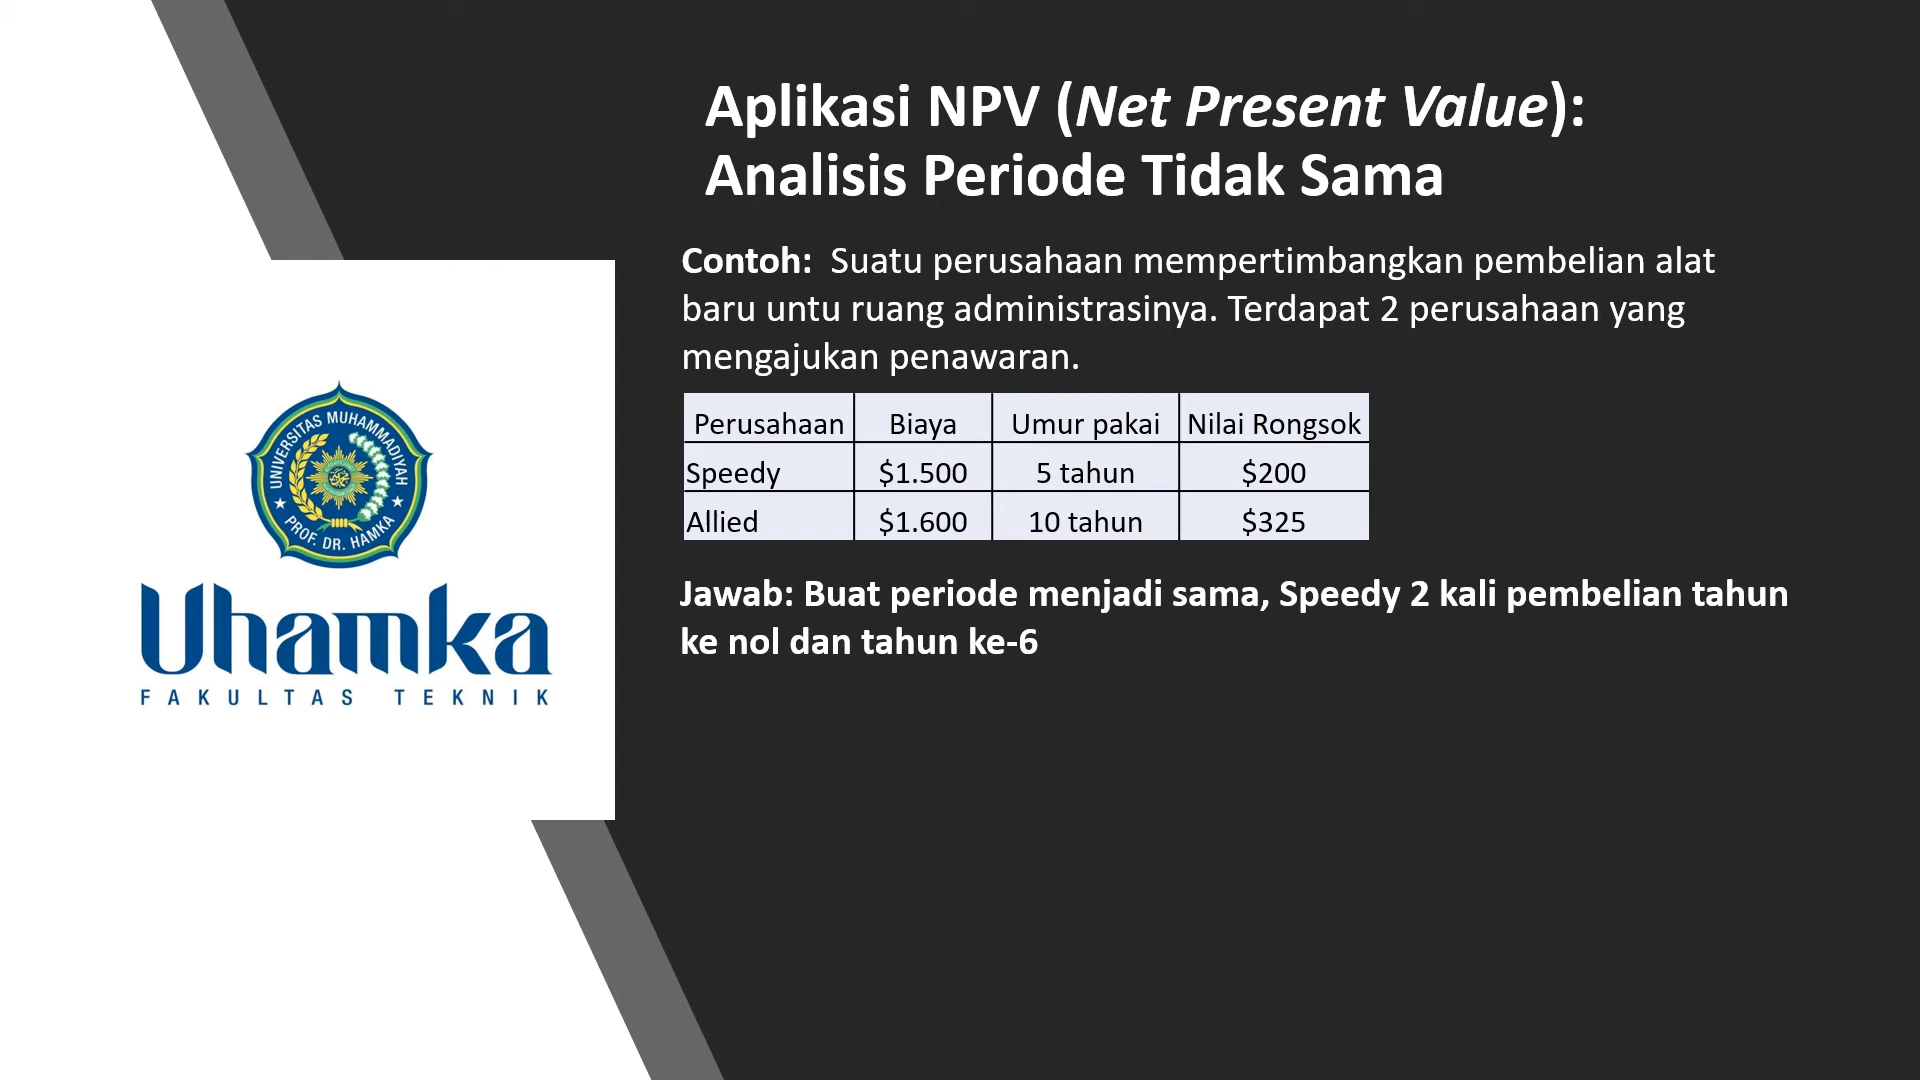 Aplikasi NPV (Net Present Value):
Analisis Periode Tidak Sama
Contoh: Suatu perusahaan mempertimbangkan pembelian alat
baru untu ruang administrasinya. Terdapat 2 perusahaan yang
mengajukan penawaran.
Perusahaan Biaya Umur pakai Nilai Rongsok
Speedy $1.500 5 tahun $200
Allied $1.600 10 tahun $325
Jawab: Buat periode menjadi sama, Speedy 2 kali pembelian tahun
ke nol dan tahun ke-6
UNIVERSITAS MUHAMMADIYAH
PROF. DR. HAMKA
Uhamka
FAKULTAS TEKNIK